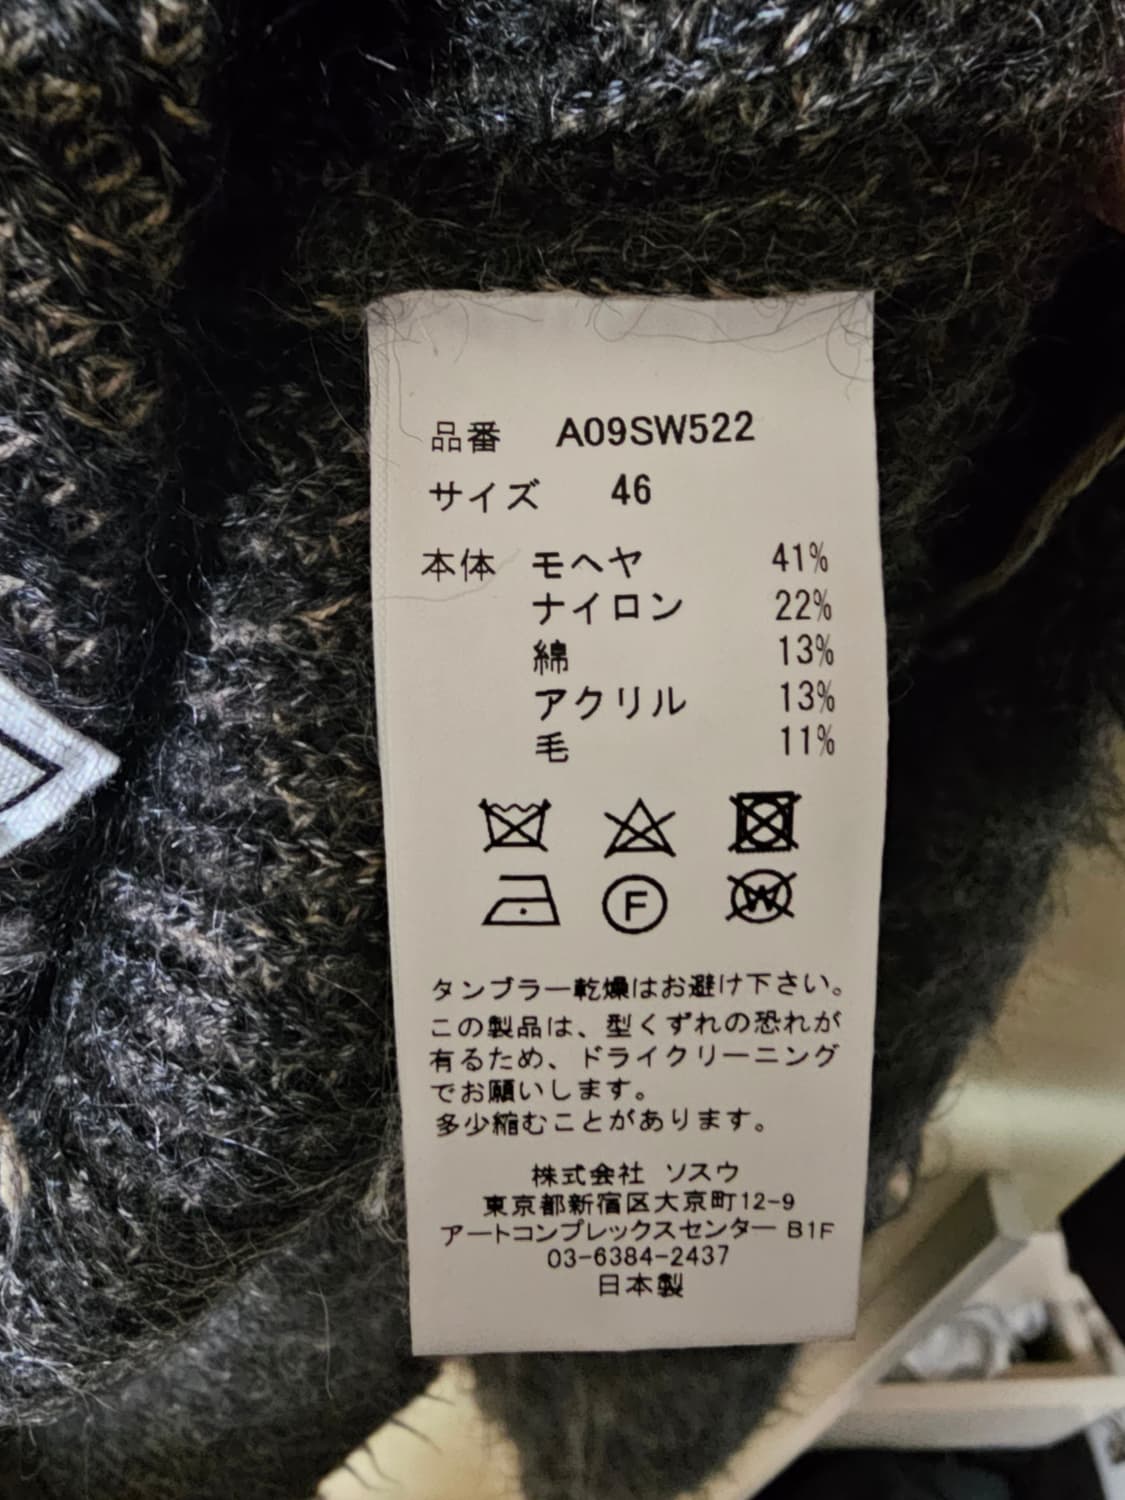 品番 A09SW522
サイズ 46
本体 モヘヤ 41%
ナイロン 22%
綿 13%
アクリル 13%
毛 11%
F W
タンブラー乾燥はお避け下さい。
この製品は、型くずれの恐れが
有るため、ドライクリーニング
でお願いします。
多少縮むことがあります。
株式会社 ソスウ
東京都新宿区大京町12-9
アートコンプレックスセンター B1F
03-6384-2437
日本製